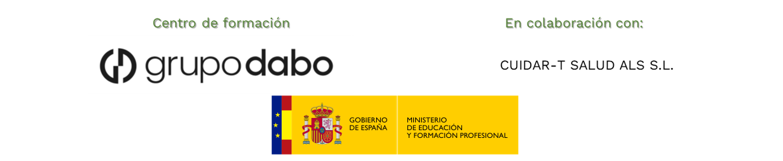 Centro de formación
En colaboración con:
grupodabo
CUIDAR-T SALUD ALS S.L.
GOBIERNO
DE ESPAÑA
MINISTERIO
DE EDUCACIÓN
Y FORMACIÓN PROFESIONAL